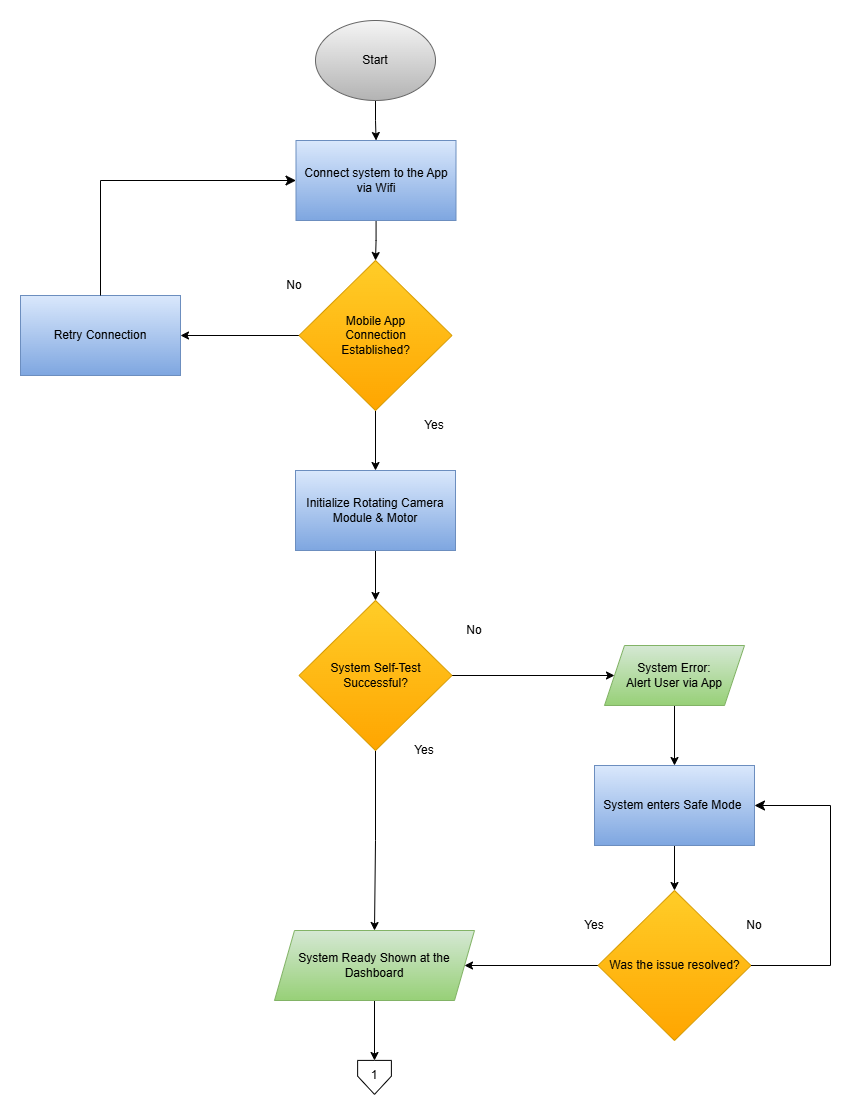 Start
Connect system to the App
via Wifi
No
Mobile App
Connection
Established?
Retry Connection
Yes
Initialize Rotating Camera
Module & Motor
No
System Self-Test
Successful?
System Error:
Alert User via App
Yes
System enters Safe Mode
Yes
No
System Ready Shown at the
Dashboard
Was the issue resolved?
1